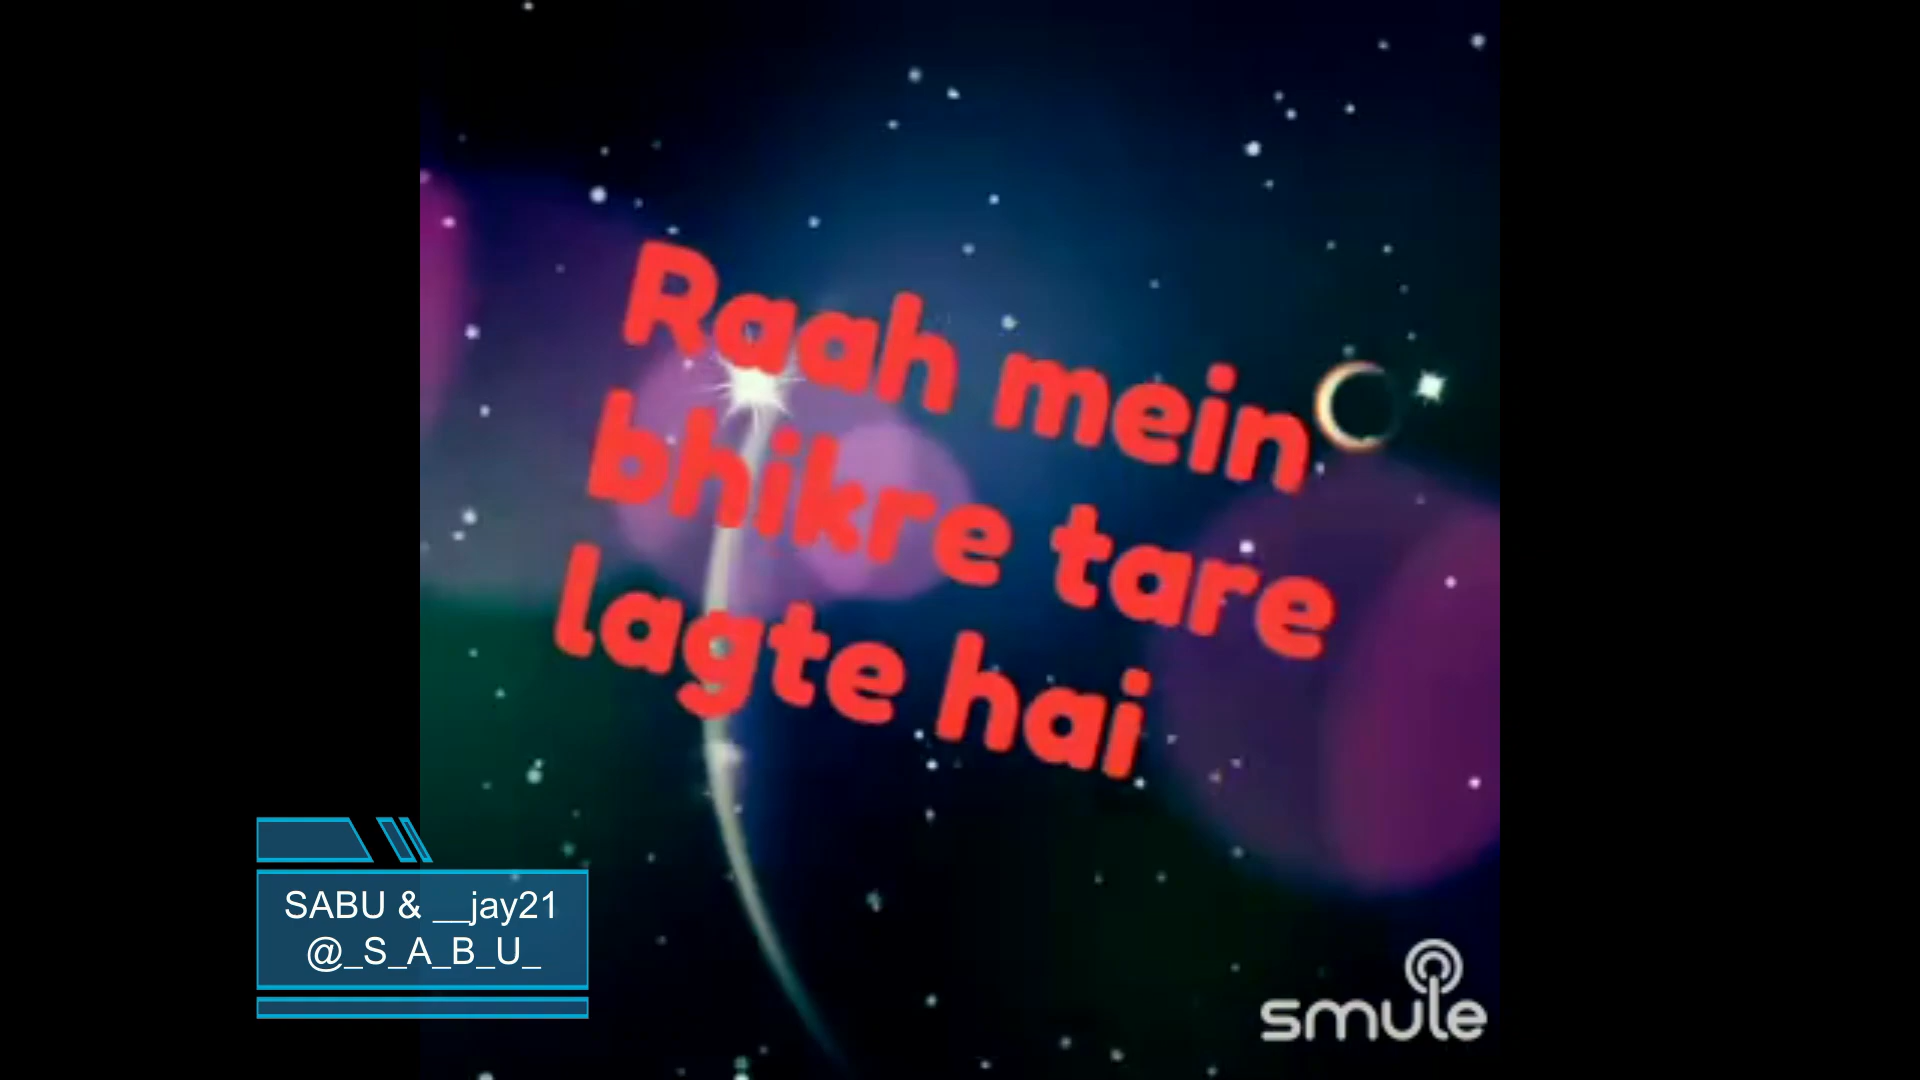 Raah mein
bhikre tare
lagte hai
SABU & __jay21
@_S_A_B_U_
smule